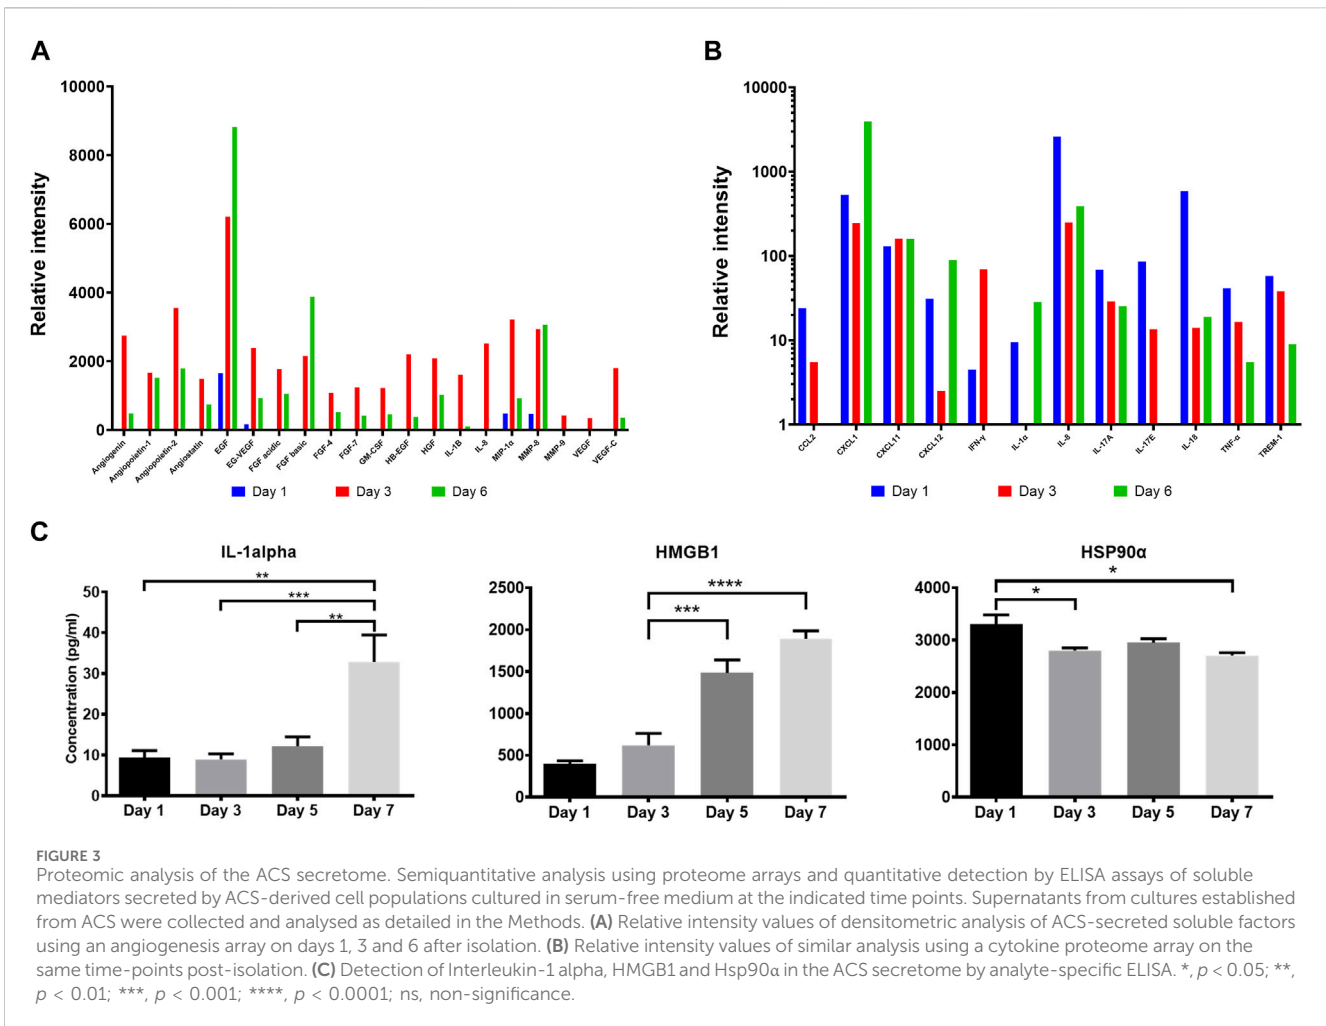 A
Relative intensity
10000
8000
6000
4000
2000
0
Angiogenin
Angiopoietin-1
Angiopoietin-2
Angiostatin
EGF
EG-VEGF
FGF acidic
FGF basic
FGF-4
FGF-7
GM-CSF
HB-EGF
HGF
IL-1B
IL-8
MIP-1α
MMP-8
MMP-9
VEGF
VEGF-C
Day 1 Day 3 Day 6
B
Relative intensity
10000
1000
100
10
1
CCL2
CXCL1
CXCL11
CXCL12
IFN-γ
IL-1α
IL-8
IL-17A
IL-17E
IL-18
TNF-α
TREM-1
Day 1 Day 3 Day 6
C
IL-1alpha
Concentration (pg/ml)
50
40
30
20
10
0
**
***
**
Day 1 Day 3 Day 5 Day 7
HMGB1
2500
2000
1500
1000
500
0
****
***
Day 1 Day 3 Day 5 Day 7
HSP90α
4000
3000
2000
1000
0
*
*
Day 1 Day 3 Day 5 Day 7
FIGURE 3
Proteomic analysis of the ACS secretome. Semiquantitative analysis using proteome arrays and quantitative detection by ELISA assays of soluble
mediators secreted by ACS-derived cell populations cultured in serum-free medium at the indicated time points. Supernatants from cultures established
from ACS were collected and analysed as detailed in the Methods. (A) Relative intensity values of densitometric analysis of ACS-secreted soluble factors
using an angiogenesis array on days 1, 3 and 6 after isolation. (B) Relative intensity values of similar analysis using a cytokine proteome array on the
same time-points post-isolation. (C) Detection of Interleukin-1 alpha, HMGB1 and Hsp90α in the ACS secretome by analyte-specific ELISA. *, p < 0.05; **,
p < 0.01; ***, p < 0.001; ****, p < 0.0001; ns, non-significance.